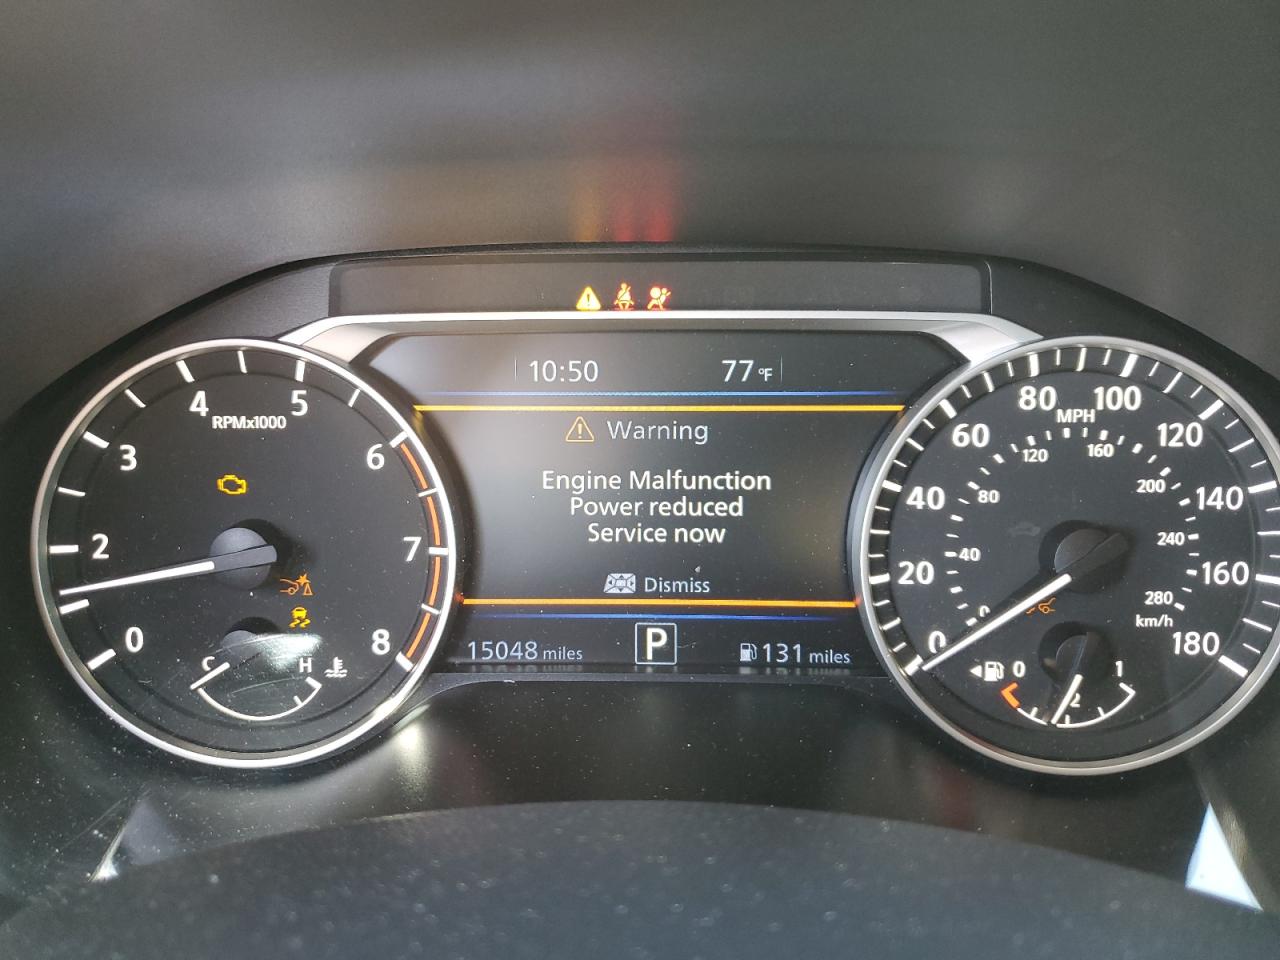 10:50 77°F
Warning
Engine Malfunction
Power reduced
Service now
Dismiss
15048 miles P 131 miles
0 2 3 4 5 6 7 8
RPMx1000
C H
0 20 40 60 80 100 120 140 160 180
MPH
0 40 80 120 160 200 240 280
km/h
0 1